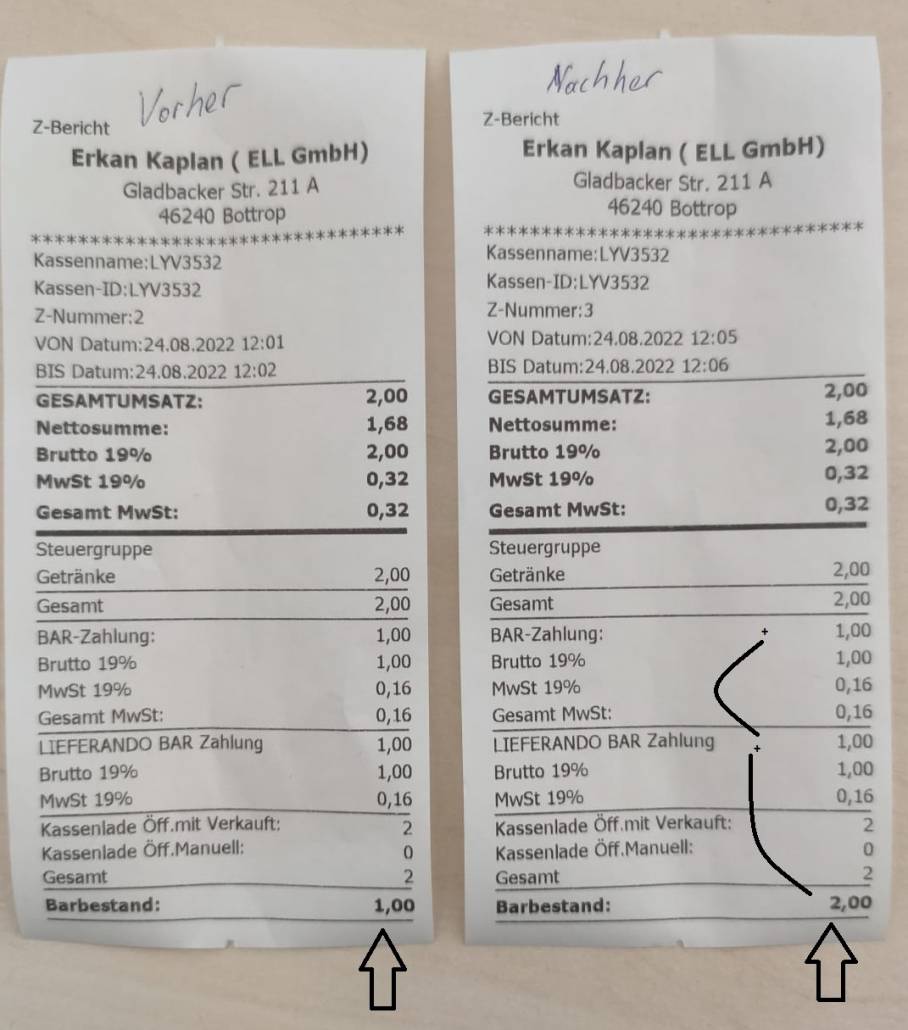 Vorher
Z-Bericht
Erkan Kaplan ( ELL GmbH)
Gladbacker Str. 211 A
46240 Bottrop
********************************
Kassenname:LYV3532
Kassen-ID:LYV3532
Z-Nummer:2
VON Datum:24.08.2022 12:01
BIS Datum:24.08.2022 12:02
GESAMTUMSATZ: 2,00
Nettosumme: 1,68
Brutto 19% 2,00
MwSt 19% 0,32
Gesamt MwSt: 0,32
Steuergruppe
Getränke 2,00
Gesamt 2,00
BAR-Zahlung: 1,00
Brutto 19% 1,00
MwSt 19% 0,16
Gesamt MwSt: 0,16
LIEFERANDO BAR Zahlung 1,00
Brutto 19% 1,00
MwSt 19% 0,16
Kassenlade Öff.mit Verkauft: 2
Kassenlade Öff.Manuell: 0
Gesamt 2
Barbestand: 1,00
Nachher
Z-Bericht
Erkan Kaplan ( ELL GmbH)
Gladbacker Str. 211 A
46240 Bottrop
********************************
Kassenname:LYV3532
Kassen-ID:LYV3532
Z-Nummer:3
VON Datum:24.08.2022 12:05
BIS Datum:24.08.2022 12:06
GESAMTUMSATZ: 2,00
Nettosumme: 1,68
Brutto 19% 2,00
MwSt 19% 0,32
Gesamt MwSt: 0,32
Steuergruppe
Getränke 2,00
Gesamt 2,00
BAR-Zahlung: + 1,00
Brutto 19% 1,00
MwSt 19% 0,16
Gesamt MwSt: 0,16
LIEFERANDO BAR Zahlung + 1,00
Brutto 19% 1,00
MwSt 19% 0,16
Kassenlade Öff.mit Verkauft: 2
Kassenlade Öff.Manuell: 0
Gesamt 2
Barbestand: 2,00